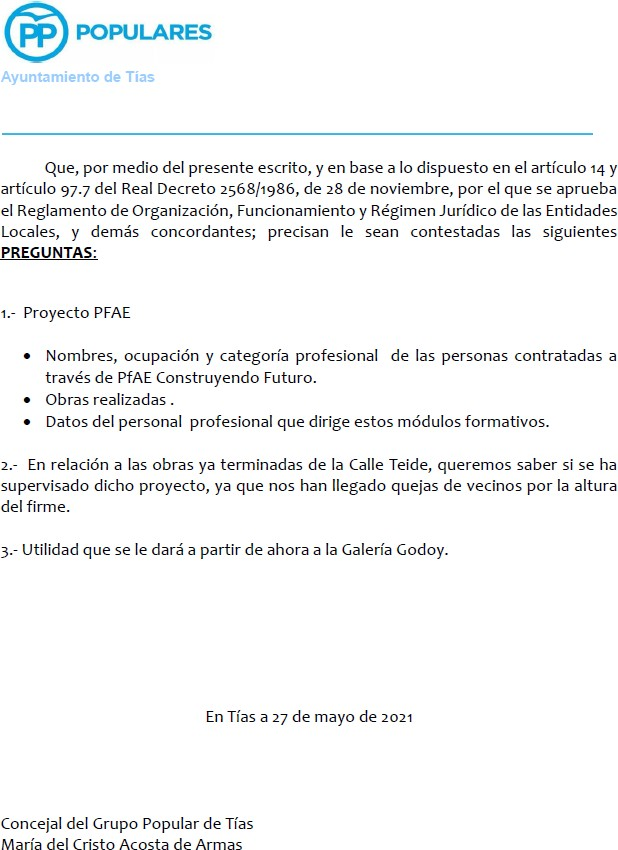 PP POPULARES
Ayuntamiento de Tías
Que, por medio del presente escrito, y en base a lo dispuesto en el artículo 14 y
artículo 97.7 del Real Decreto 2568/1986, de 28 de noviembre, por el que se aprueba
el Reglamento de Organización, Funcionamiento y Régimen Jurídico de las Entidades
Locales, y demás concordantes; precisan le sean contestadas las siguientes
PREGUNTAS:
1.- Proyecto PFAE
• Nombres, ocupación y categoría profesional de las personas contratadas a
través de PfAE Construyendo Futuro.
• Obras realizadas .
• Datos del personal profesional que dirige estos módulos formativos.
2.- En relación a las obras ya terminadas de la Calle Teide, queremos saber si se ha
supervisado dicho proyecto, ya que nos han llegado quejas de vecinos por la altura
del firme.
3.- Utilidad que se le dará a partir de ahora a la Galería Godoy.
En Tías a 27 de mayo de 2021
Concejal del Grupo Popular de Tías
María del Cristo Acosta de Armas